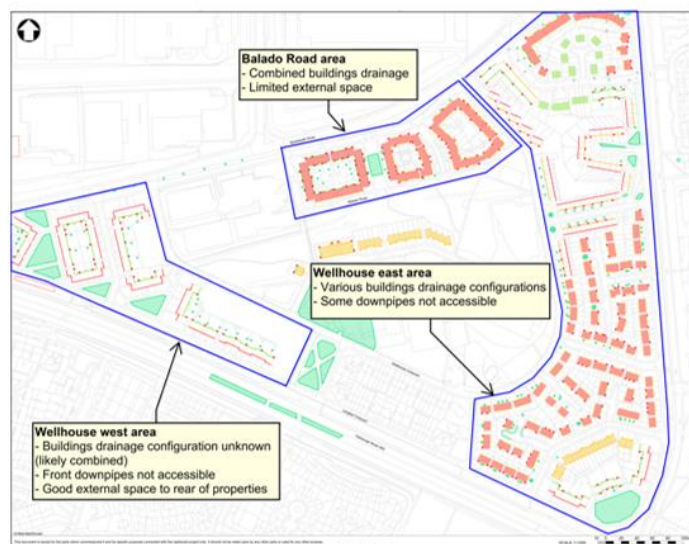 Balado Road area
- Combined buildings drainage
- Limited external space
Wellhouse east area
- Various buildings drainage configurations
- Some downpipes not accessible
Wellhouse west area
- Buildings drainage configuration unknown
(likely combined)
- Front downpipes not accessible
- Good external space to rear of properties